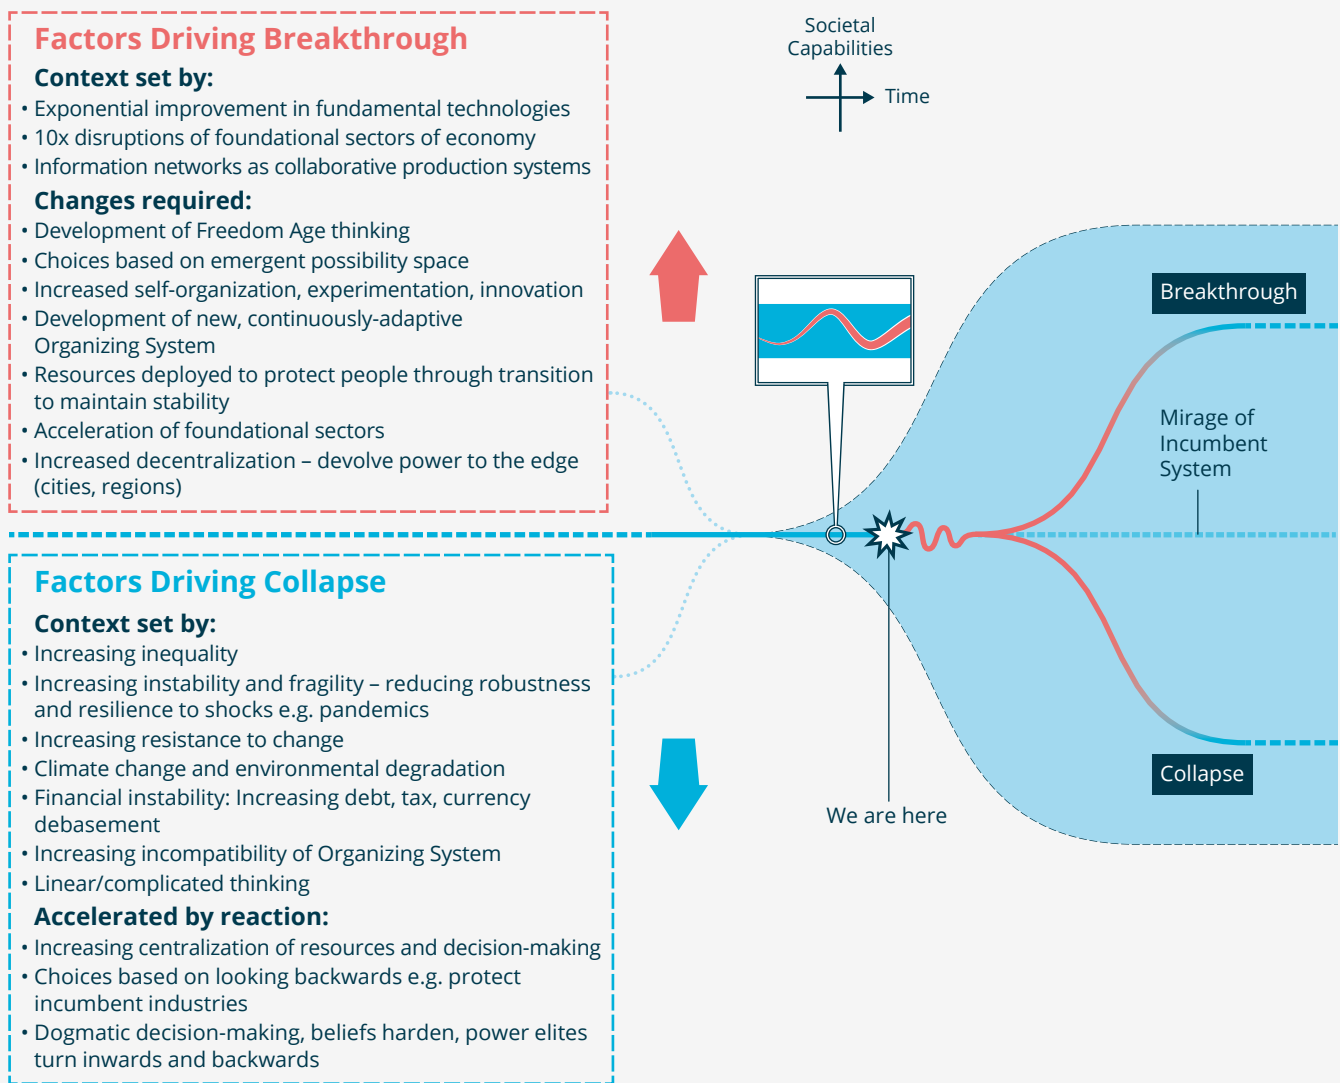 Factors Driving Breakthrough
Context set by:
• Exponential improvement in fundamental technologies
• 10x disruptions of foundational sectors of economy
• Information networks as collaborative production systems
Changes required:
• Development of Freedom Age thinking
• Choices based on emergent possibility space
• Increased self-organization, experimentation, innovation
• Development of new, continuously-adaptive
Organizing System
• Resources deployed to protect people through transition
to maintain stability
• Acceleration of foundational sectors
• Increased decentralization – devolve power to the edge
(cities, regions)
Factors Driving Collapse
Context set by:
• Increasing inequality
• Increasing instability and fragility – reducing robustness
and resilience to shocks e.g. pandemics
• Increasing resistance to change
• Climate change and environmental degradation
• Financial instability: Increasing debt, tax, currency
debasement
• Increasing incompatibility of Organizing System
• Linear/complicated thinking
Accelerated by reaction:
• Increasing centralization of resources and decision-making
• Choices based on looking backwards e.g. protect
incumbent industries
• Dogmatic decision-making, beliefs harden, power elites
turn inwards and backwards
Societal
Capabilities
Time
Breakthrough
Mirage of
Incumbent
System
Collapse
We are here